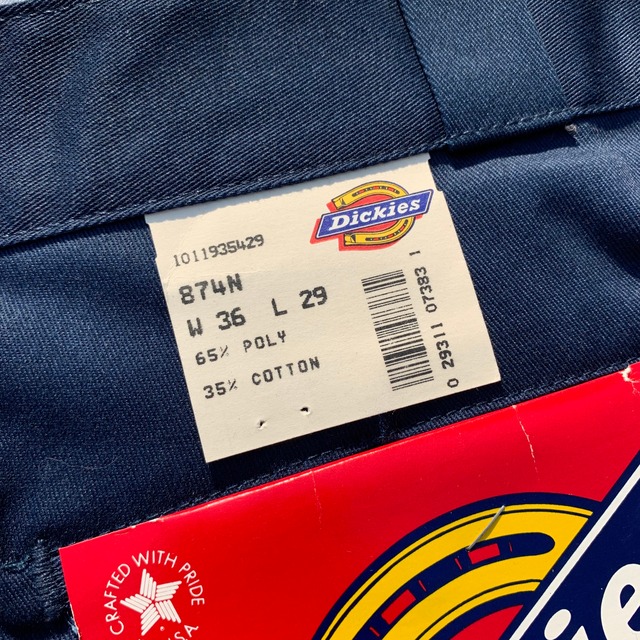 Dickies
1011935429
874N
W 36 L 29
65% POLY
35% COTTON
0 29311 07383 1
CRAFTED WITH PRIDE